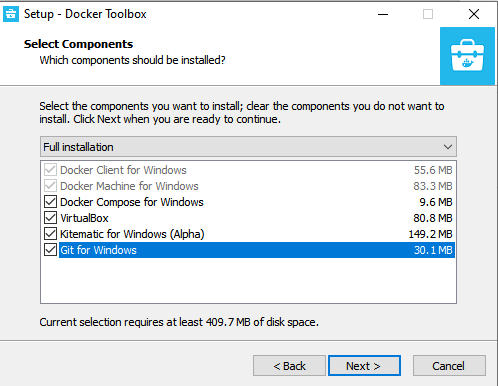 Setup - Docker Toolbox
Select Components
Which components should be installed?
Select the components you want to install; clear the components you do not want to
install. Click Next when you are ready to continue.
Full installation
Docker Client for Windows 55.6 MB
Docker Machine for Windows 83.3 MB
Docker Compose for Windows 9.6 MB
VirtualBox 80.8 MB
Kitematic for Windows (Alpha) 149.2 MB
Git for Windows 30.1 MB
Current selection requires at least 409.7 MB of disk space.
< Back Next > Cancel